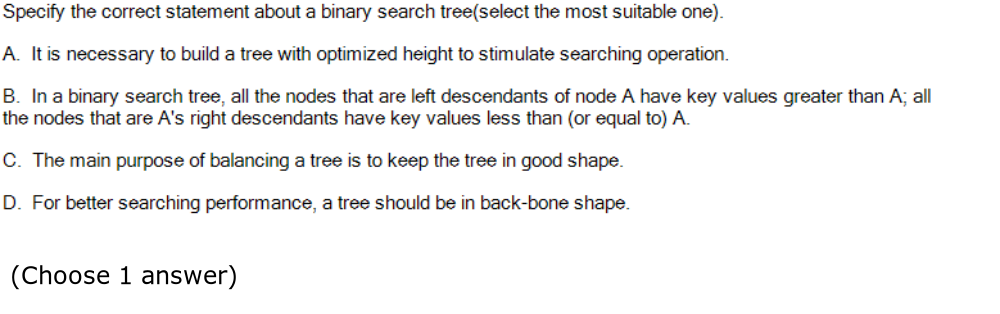 Specify the correct statement about a binary search tree(select the most suitable one).
A. It is necessary to build a tree with optimized height to stimulate searching operation.
B. In a binary search tree, all the nodes that are left descendants of node A have key values greater than A; all
the nodes that are A's right descendants have key values less than (or equal to) A.
C. The main purpose of balancing a tree is to keep the tree in good shape.
D. For better searching performance, a tree should be in back-bone shape.
(Choose 1 answer)